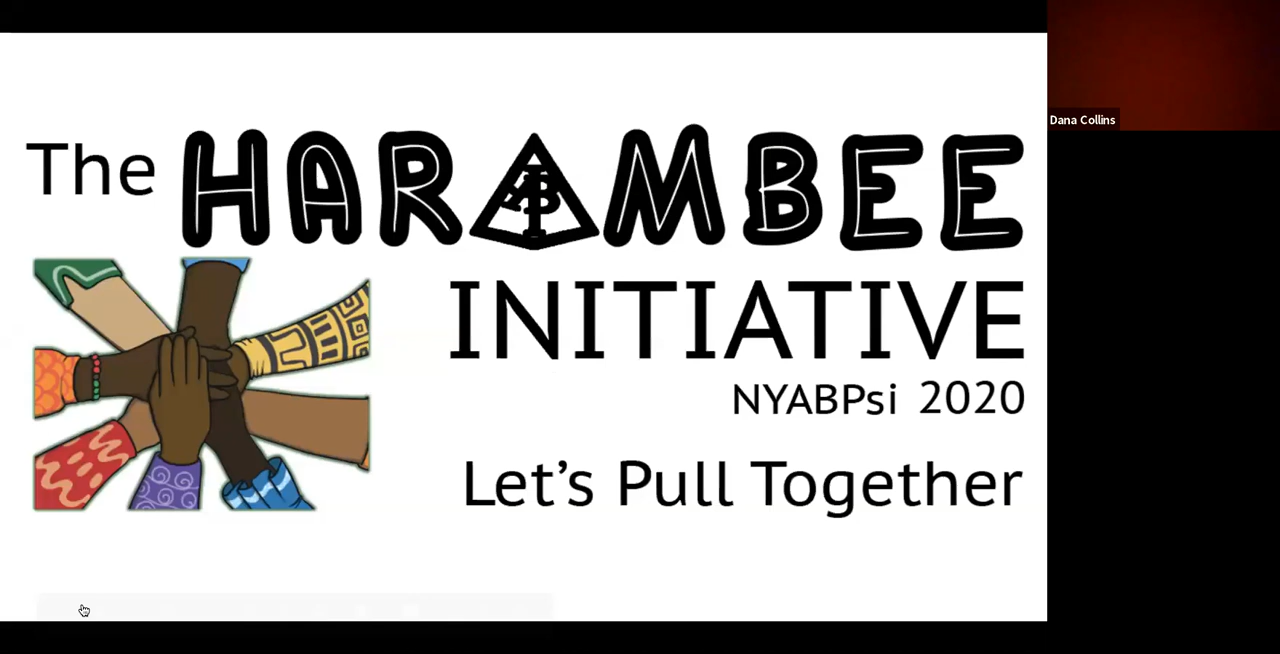 The HARAMBEE
INITIATIVE
NYABPsi 2020
Let's Pull Together
Dana Collins